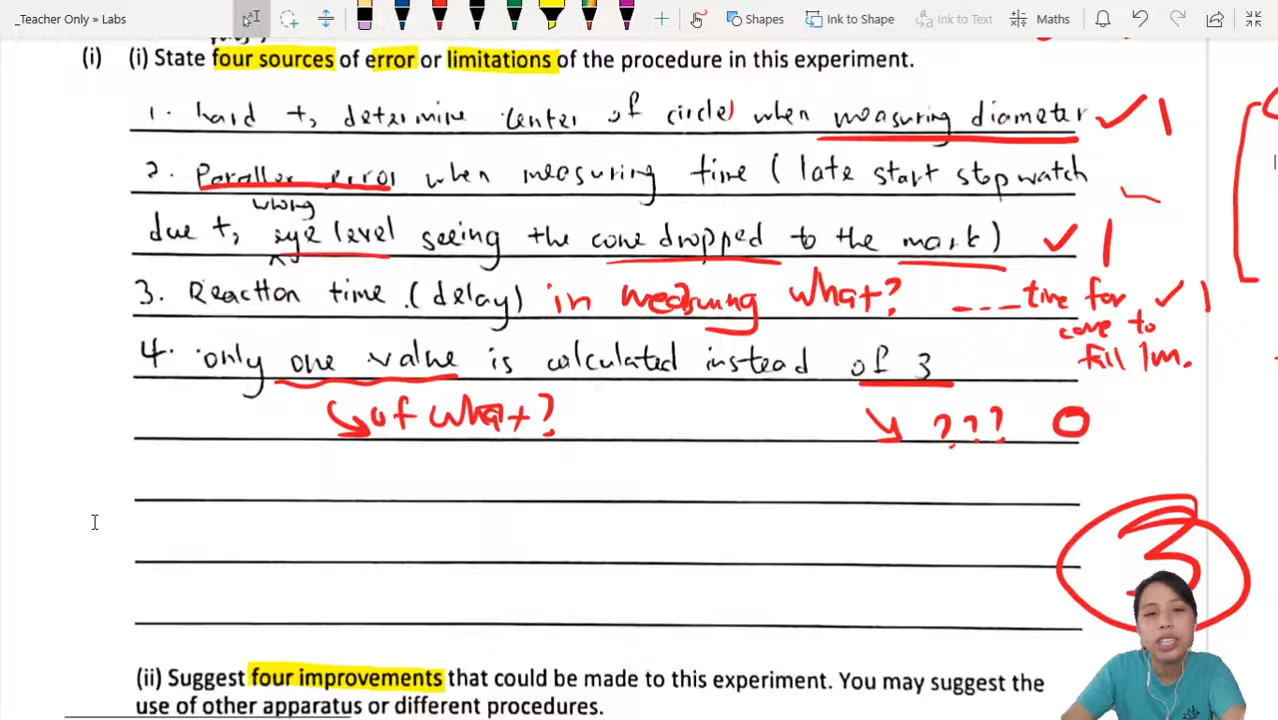 _Teacher Only » Labs
Shapes
Ink to Shape
Ink to Text
Maths
(i) (i) State four sources of error or limitations of the procedure in this experiment.
1. hard to determine center of circle) when measuring diameter ✓ 1
2. Parallax error when measuring time ( late start stopwatch
wrong
due to eye level seeing the cone dropped to the mark) ✓ 1
3. Reaction time (delay) in measuring what? ---- time for ✓ 1
cone to
fall 1m.
4. only one value is calculated instead of 3
of what? ??? 0
3
(ii) Suggest four improvements that could be made to this experiment. You may suggest the
use of other apparatus or different procedures.